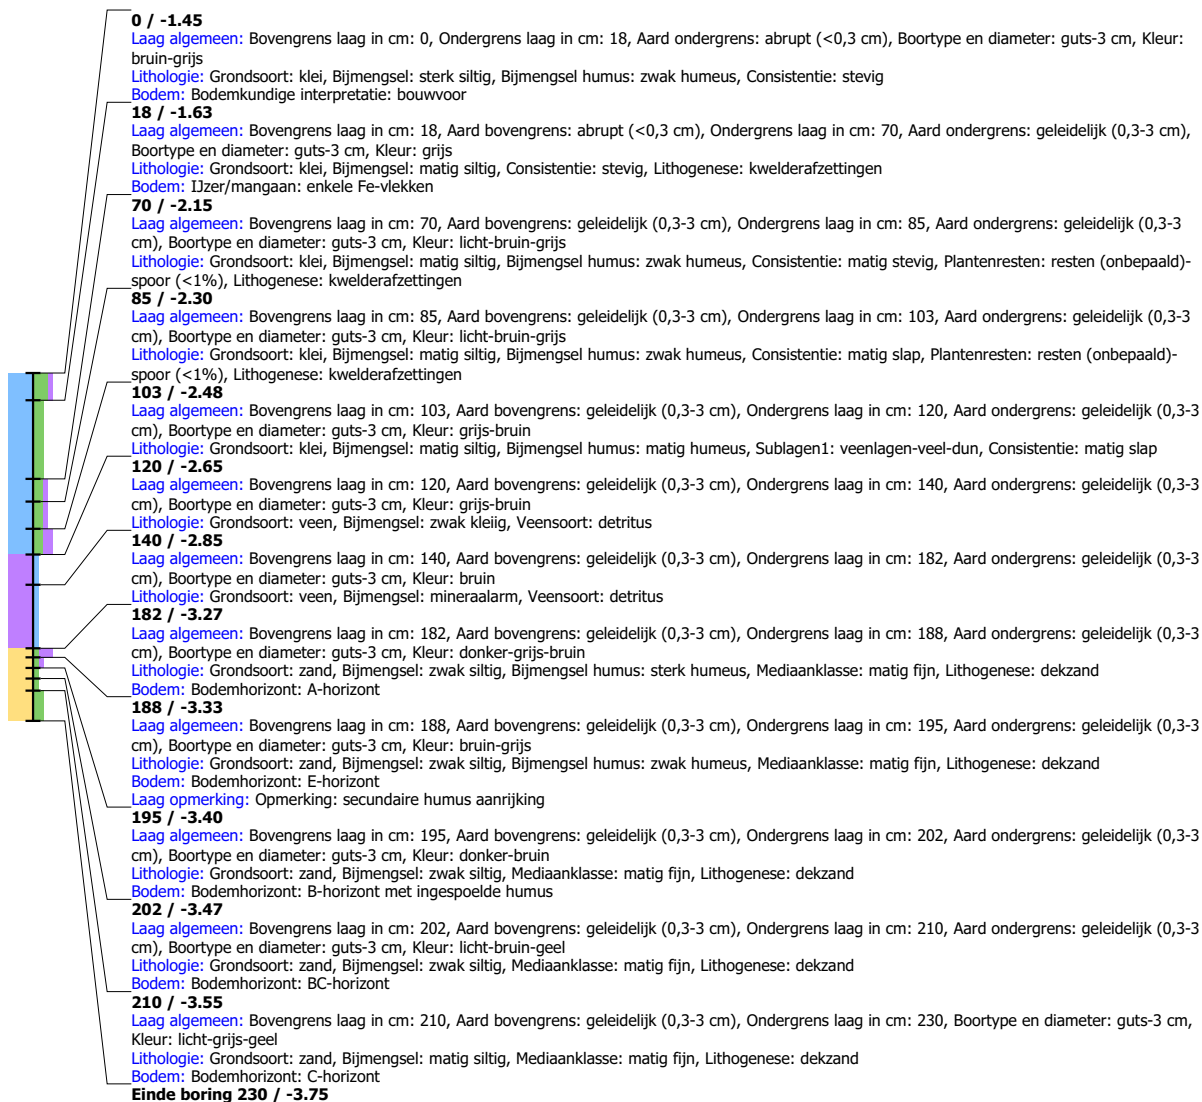 0 / -1.45
Laag algemeen: Bovengrens laag in cm: 0, Ondergrens laag in cm: 18, Aard ondergrens: abrupt (<0,3 cm), Boortype en diameter: guts-3 cm, Kleur:
bruin-grijs
Lithologie: Grondsoort: klei, Bijmengsel: sterk siltig, Bijmengsel humus: zwak humeus, Consistentie: stevig
Bodem: Bodemkundige interpretatie: bouwvoor
18 / -1.63
Laag algemeen: Bovengrens laag in cm: 18, Aard bovengrens: abrupt (<0,3 cm), Ondergrens laag in cm: 70, Aard ondergrens: geleidelijk (0,3-3 cm),
Boortype en diameter: guts-3 cm, Kleur: grijs
Lithologie: Grondsoort: klei, Bijmengsel: matig siltig, Consistentie: stevig, Lithogenese: kwelderafzettingen
Bodem: IJzer/mangaan: enkele Fe-vlekken
70 / -2.15
Laag algemeen: Bovengrens laag in cm: 70, Aard bovengrens: geleidelijk (0,3-3 cm), Ondergrens laag in cm: 85, Aard ondergrens: geleidelijk (0,3-3
cm), Boortype en diameter: guts-3 cm, Kleur: licht-bruin-grijs
Lithologie: Grondsoort: klei, Bijmengsel: matig siltig, Bijmengsel humus: zwak humeus, Consistentie: matig stevig, Plantenresten: resten (onbepaald)-
spoor (<1%), Lithogenese: kwelderafzettingen
85 / -2.30
Laag algemeen: Bovengrens laag in cm: 85, Aard bovengrens: geleidelijk (0,3-3 cm), Ondergrens laag in cm: 103, Aard ondergrens: geleidelijk (0,3-3
cm), Boortype en diameter: guts-3 cm, Kleur: licht-bruin-grijs
Lithologie: Grondsoort: klei, Bijmengsel: matig siltig, Bijmengsel humus: zwak humeus, Consistentie: matig slap, Plantenresten: resten (onbepaald)-
spoor (<1%), Lithogenese: kwelderafzettingen
103 / -2.48
Laag algemeen: Bovengrens laag in cm: 103, Aard bovengrens: geleidelijk (0,3-3 cm), Ondergrens laag in cm: 120, Aard ondergrens: geleidelijk (0,3-3
cm), Boortype en diameter: guts-3 cm, Kleur: grijs-bruin
Lithologie: Grondsoort: klei, Bijmengsel: matig siltig, Bijmengsel humus: matig humeus, Sublagen1: veenlagen-veel-dun, Consistentie: matig slap
120 / -2.65
Laag algemeen: Bovengrens laag in cm: 120, Aard bovengrens: geleidelijk (0,3-3 cm), Ondergrens laag in cm: 140, Aard ondergrens: geleidelijk (0,3-3
cm), Boortype en diameter: guts-3 cm, Kleur: grijs-bruin
Lithologie: Grondsoort: veen, Bijmengsel: zwak kleiig, Veensoort: detritus
140 / -2.85
Laag algemeen: Bovengrens laag in cm: 140, Aard bovengrens: geleidelijk (0,3-3 cm), Ondergrens laag in cm: 182, Aard ondergrens: geleidelijk (0,3-3
cm), Boortype en diameter: guts-3 cm, Kleur: bruin
Lithologie: Grondsoort: veen, Bijmengsel: mineraalarm, Veensoort: detritus
182 / -3.27
Laag algemeen: Bovengrens laag in cm: 182, Aard bovengrens: geleidelijk (0,3-3 cm), Ondergrens laag in cm: 188, Aard ondergrens: geleidelijk (0,3-3
cm), Boortype en diameter: guts-3 cm, Kleur: donker-grijs-bruin
Lithologie: Grondsoort: zand, Bijmengsel: zwak siltig, Bijmengsel humus: sterk humeus, Mediaanklasse: matig fijn, Lithogenese: dekzand
Bodem: Bodemhorizont: A-horizont
188 / -3.33
Laag algemeen: Bovengrens laag in cm: 188, Aard bovengrens: geleidelijk (0,3-3 cm), Ondergrens laag in cm: 195, Aard ondergrens: geleidelijk (0,3-3
cm), Boortype en diameter: guts-3 cm, Kleur: bruin-grijs
Lithologie: Grondsoort: zand, Bijmengsel: zwak siltig, Bijmengsel humus: zwak humeus, Mediaanklasse: matig fijn, Lithogenese: dekzand
Bodem: Bodemhorizont: E-horizont
Laag opmerking: Opmerking: secundaire humus aanrijking
195 / -3.40
Laag algemeen: Bovengrens laag in cm: 195, Aard bovengrens: geleidelijk (0,3-3 cm), Ondergrens laag in cm: 202, Aard ondergrens: geleidelijk (0,3-3
cm), Boortype en diameter: guts-3 cm, Kleur: donker-bruin
Lithologie: Grondsoort: zand, Bijmengsel: zwak siltig, Mediaanklasse: matig fijn, Lithogenese: dekzand
Bodem: Bodemhorizont: B-horizont met ingespoelde humus
202 / -3.47
Laag algemeen: Bovengrens laag in cm: 202, Aard bovengrens: geleidelijk (0,3-3 cm), Ondergrens laag in cm: 210, Aard ondergrens: geleidelijk (0,3-3
cm), Boortype en diameter: guts-3 cm, Kleur: licht-bruin-geel
Lithologie: Grondsoort: zand, Bijmengsel: zwak siltig, Mediaanklasse: matig fijn, Lithogenese: dekzand
Bodem: Bodemhorizont: BC-horizont
210 / -3.55
Laag algemeen: Bovengrens laag in cm: 210, Aard bovengrens: geleidelijk (0,3-3 cm), Ondergrens laag in cm: 230, Boortype en diameter: guts-3 cm,
Kleur: licht-grijs-geel
Lithologie: Grondsoort: zand, Bijmengsel: matig siltig, Mediaanklasse: matig fijn, Lithogenese: dekzand
Bodem: Bodemhorizont: C-horizont
Einde boring 230 / -3.75